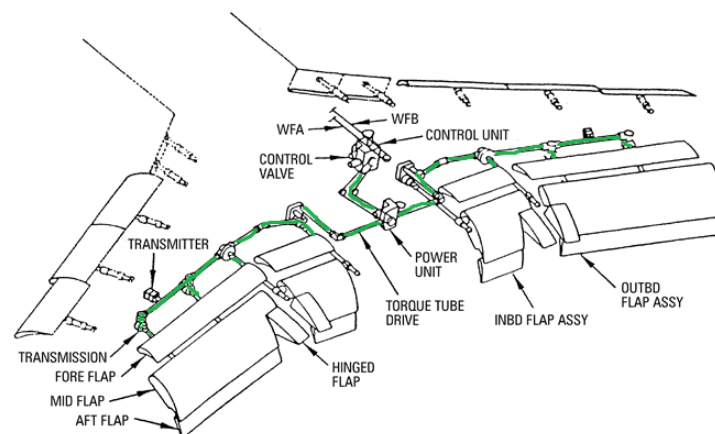 WFB
WFA
CONTROL UNIT
CONTROL
VALVE
TRANSMITTER
POWER
UNIT
OUTBD
FLAP ASSY
TORQUE TUBE
DRIVE
INBD FLAP ASSY
TRANSMISSION
FORE FLAP
HINGED
FLAP
MID FLAP
AFT FLAP